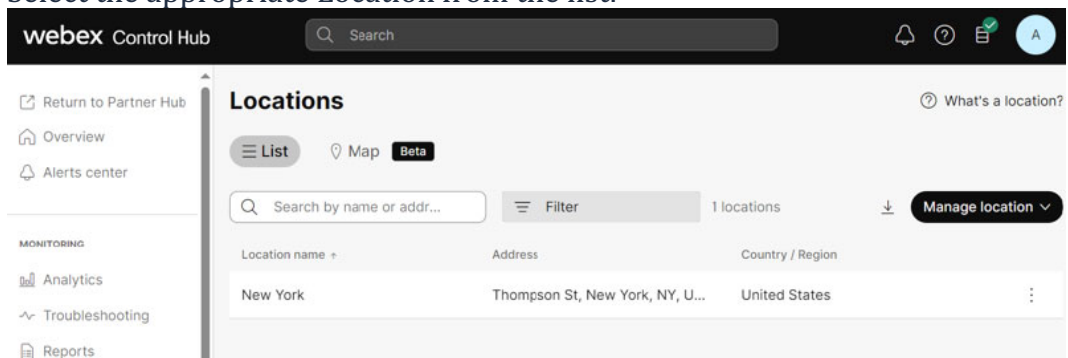 Select the appropriate Location from the list.
webex Control Hub
Search
A
Return to Partner Hub
Overview
Alerts center
MONITORING
Analytics
Troubleshooting
Reports
Locations
What's a location?
List
Map Beta
Search by name or addr...
Filter
1 locations
Manage location
Location name ↑ Address Country / Region
New York Thompson St, New York, NY, U... United States